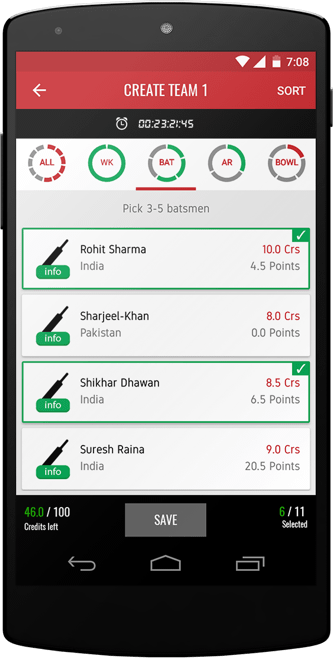 7:08
CREATE TEAM 1
SORT
00:23:21:45
ALL
WK
BAT
AR
BOWL
Pick 3-5 batsmen
Rohit Sharma
10.0 Crs
India
4.5 Points
info
Sharjeel-Khan
8.0 Crs
Pakistan
0.0 Points
info
Shikhar Dhawan
8.5 Crs
India
6.5 Points
info
Suresh Raina
9.0 Crs
India
20.5 Points
info
46.0 / 100
Credits left
SAVE
6 / 11
Selected